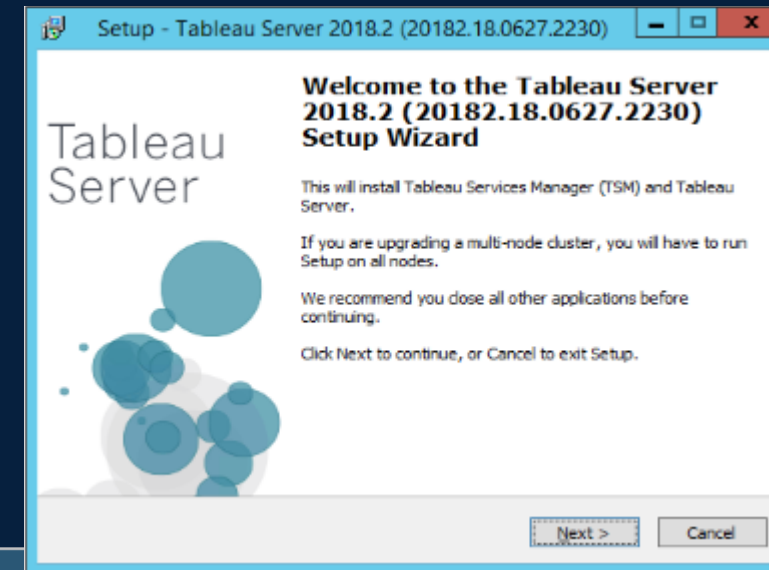 Setup - Tableau Server 2018.2 (20182.18.0627.2230)
Tableau
Server
Welcome to the Tableau Server
2018.2 (20182.18.0627.2230)
Setup Wizard
This will install Tableau Services Manager (TSM) and Tableau
Server.
If you are upgrading a multi-node cluster, you will have to run
Setup on all nodes.
We recommend you close all other applications before
continuing.
Click Next to continue, or Cancel to exit Setup.
Next >
Cancel